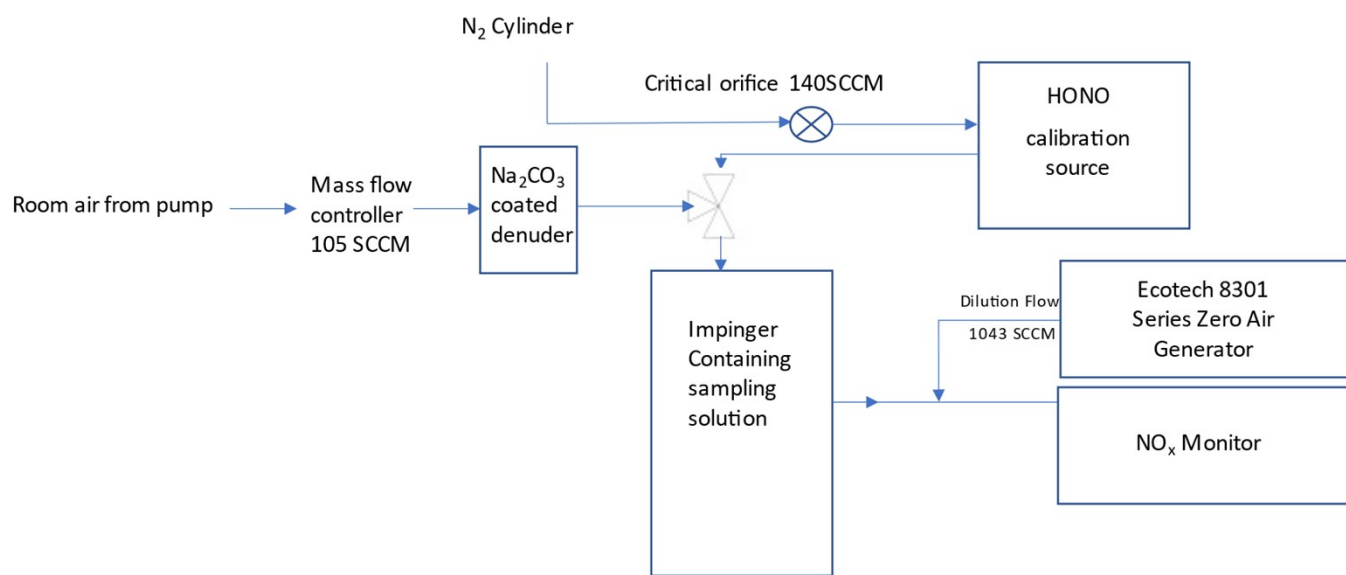 N₂ Cylinder
Critical orifice 140SCCM
HONO
calibration
source
Room air from pump
Mass flow
controller
105 SCCM
Na₂CO₃
coated
denuder
Impinger
Containing
sampling
solution
Dilution Flow
1043 SCCM
Ecotech 8301
Series Zero Air
Generator
NOₓ Monitor